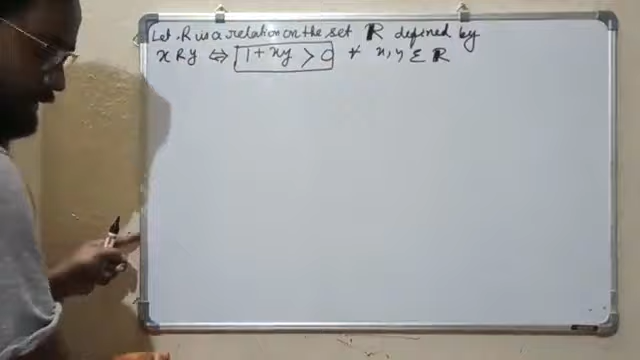 Let R is a relation on the set R defined by
x R y ⇔ 1 + xy > 0 ∀ x, y ∈ R